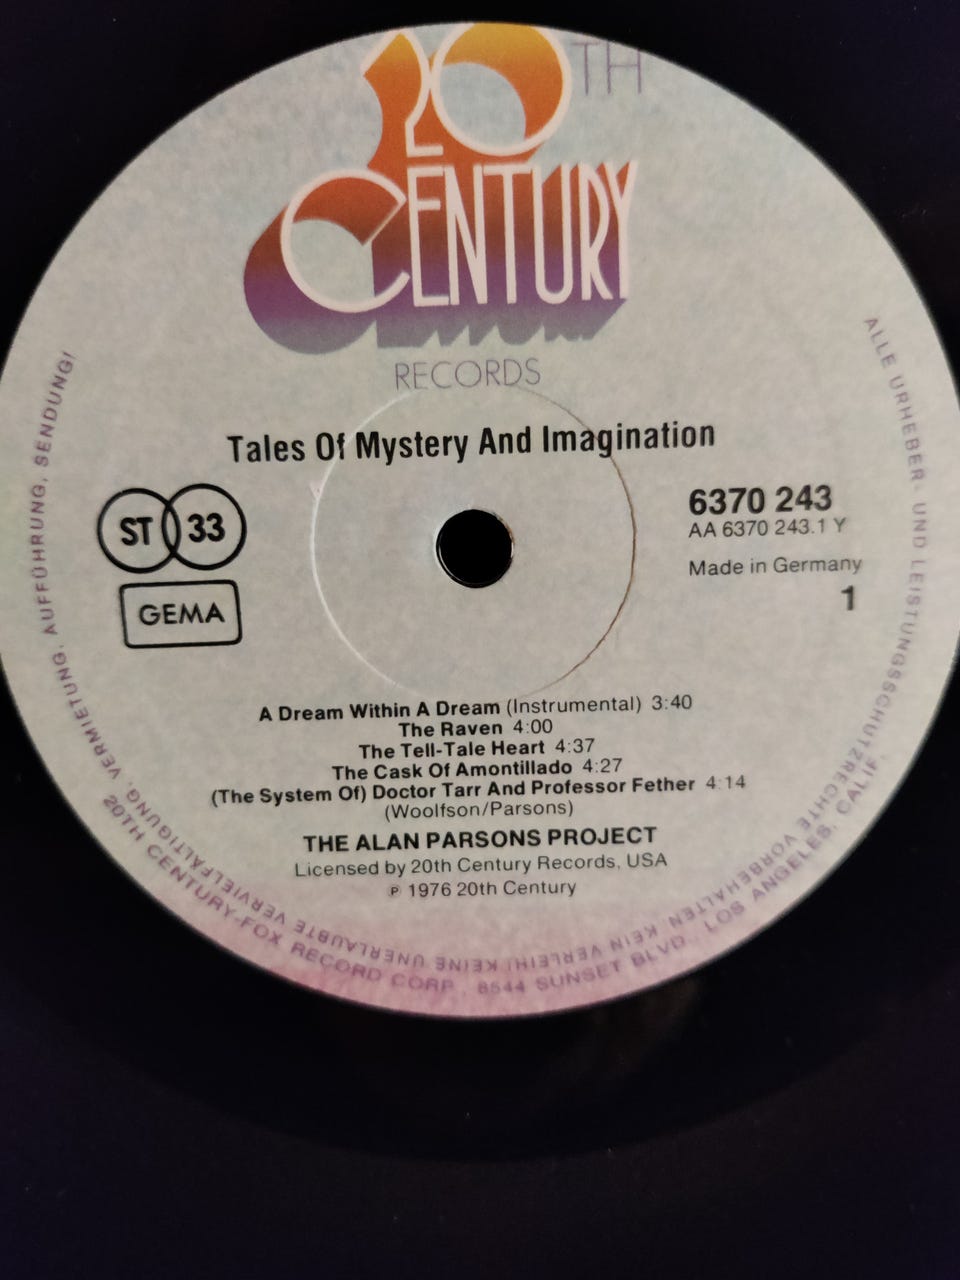 20TH
CENTURY
RECORDS
Tales Of Mystery And Imagination
ST 33
GEMA
6370 243
AA 6370 243.1 Y
Made in Germany
1
A Dream Within A Dream (Instrumental) 3:40
The Raven 4:00
The Tell-Tale Heart 4:37
The Cask Of Amontillado 4:27
(The System Of) Doctor Tarr And Professor Fether 4:14
(Woolfson/Parsons)
THE ALAN PARSONS PROJECT
Licensed by 20th Century Records, USA
℗ 1976 20th Century
ALLE URHEBER- UND LEISTUNGSSCHUTZRECHTE VORBEHALTEN. KEIN VERLEIH! KEINE UNERLAUBTE VERVIELFÄLTIGUNG, VERMIETUNG, AUFFÜHRUNG, SENDUNG!
20TH CENTURY-FOX RECORD CORP., 8544 SUNSET BLVD., LOS ANGELES, CALIF.